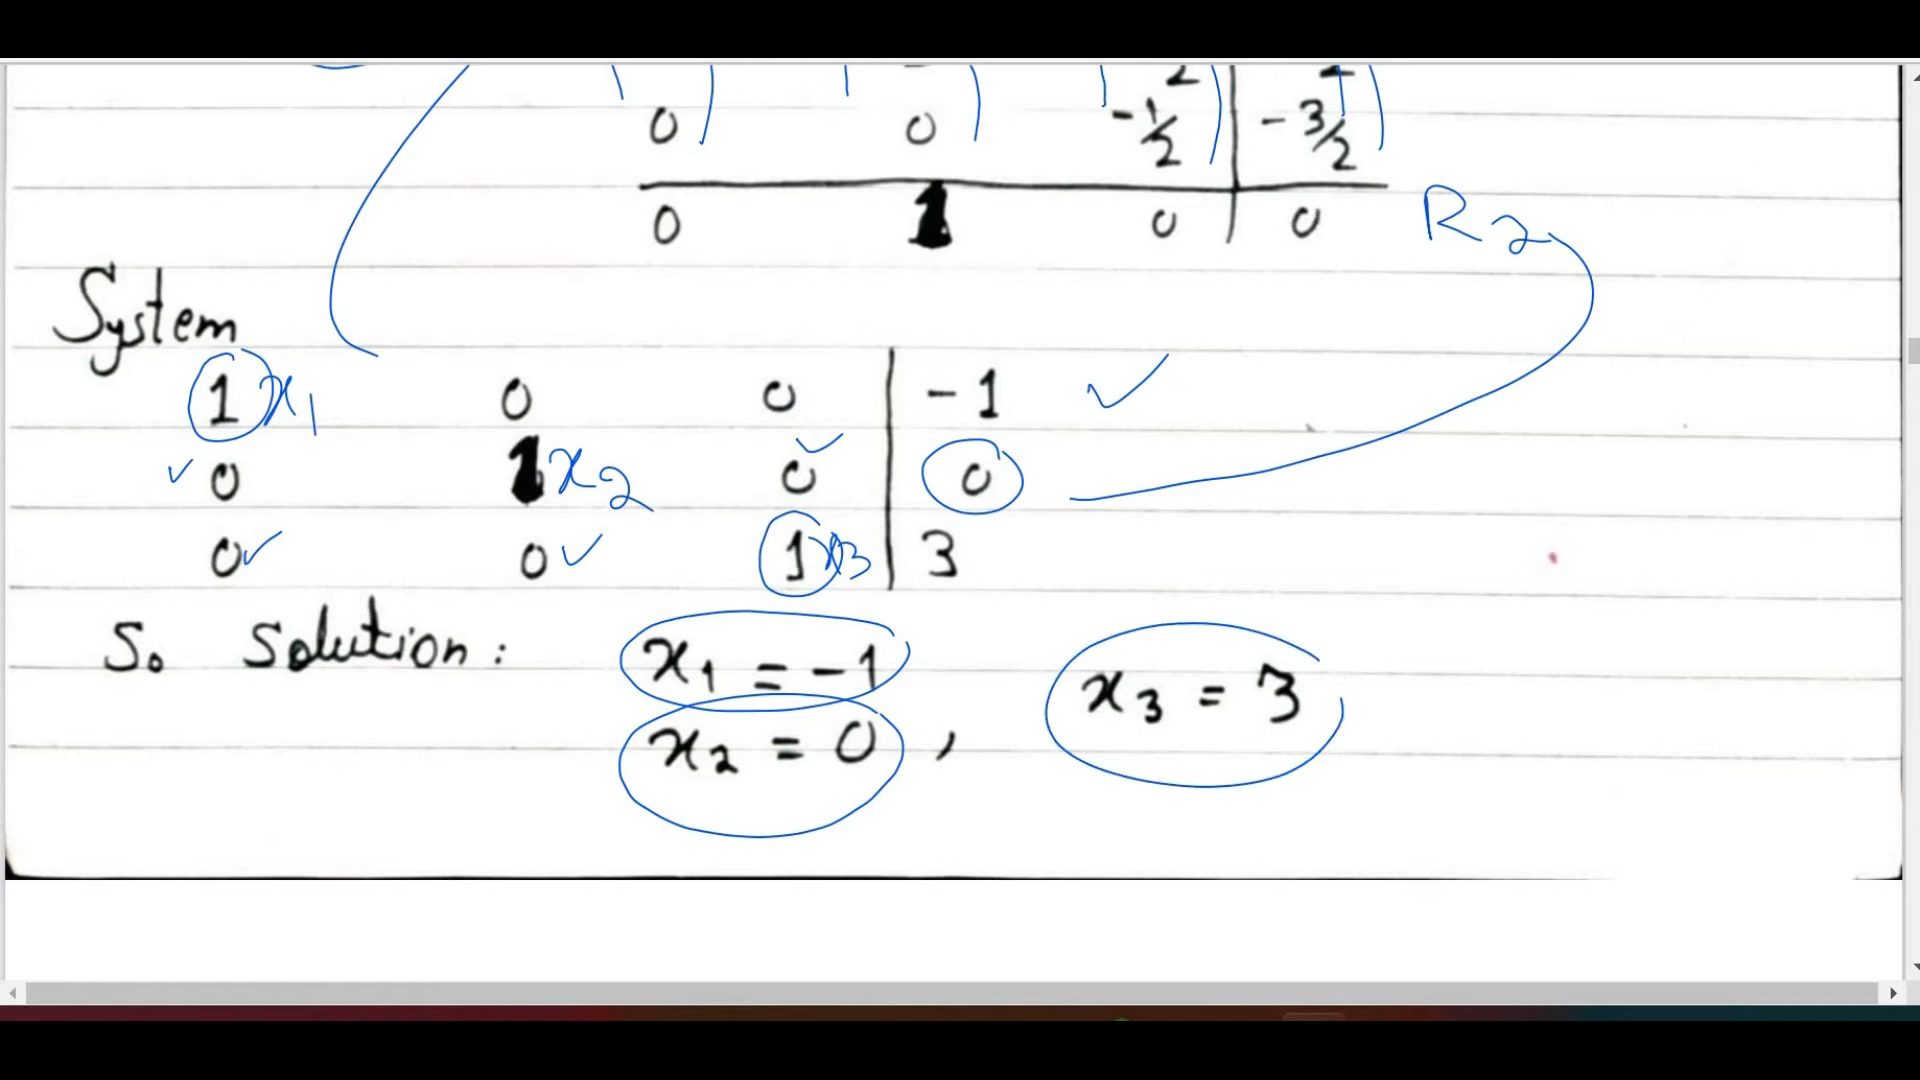 0 0 -1/2 | -3/2
0 1 0 | 0 R2
System
1 x1 0 0 | -1
0 1 x2 0 | 0
0 0 1 x3 | 3
So Solution: x1 = -1
x2 = 0 , x3 = 3